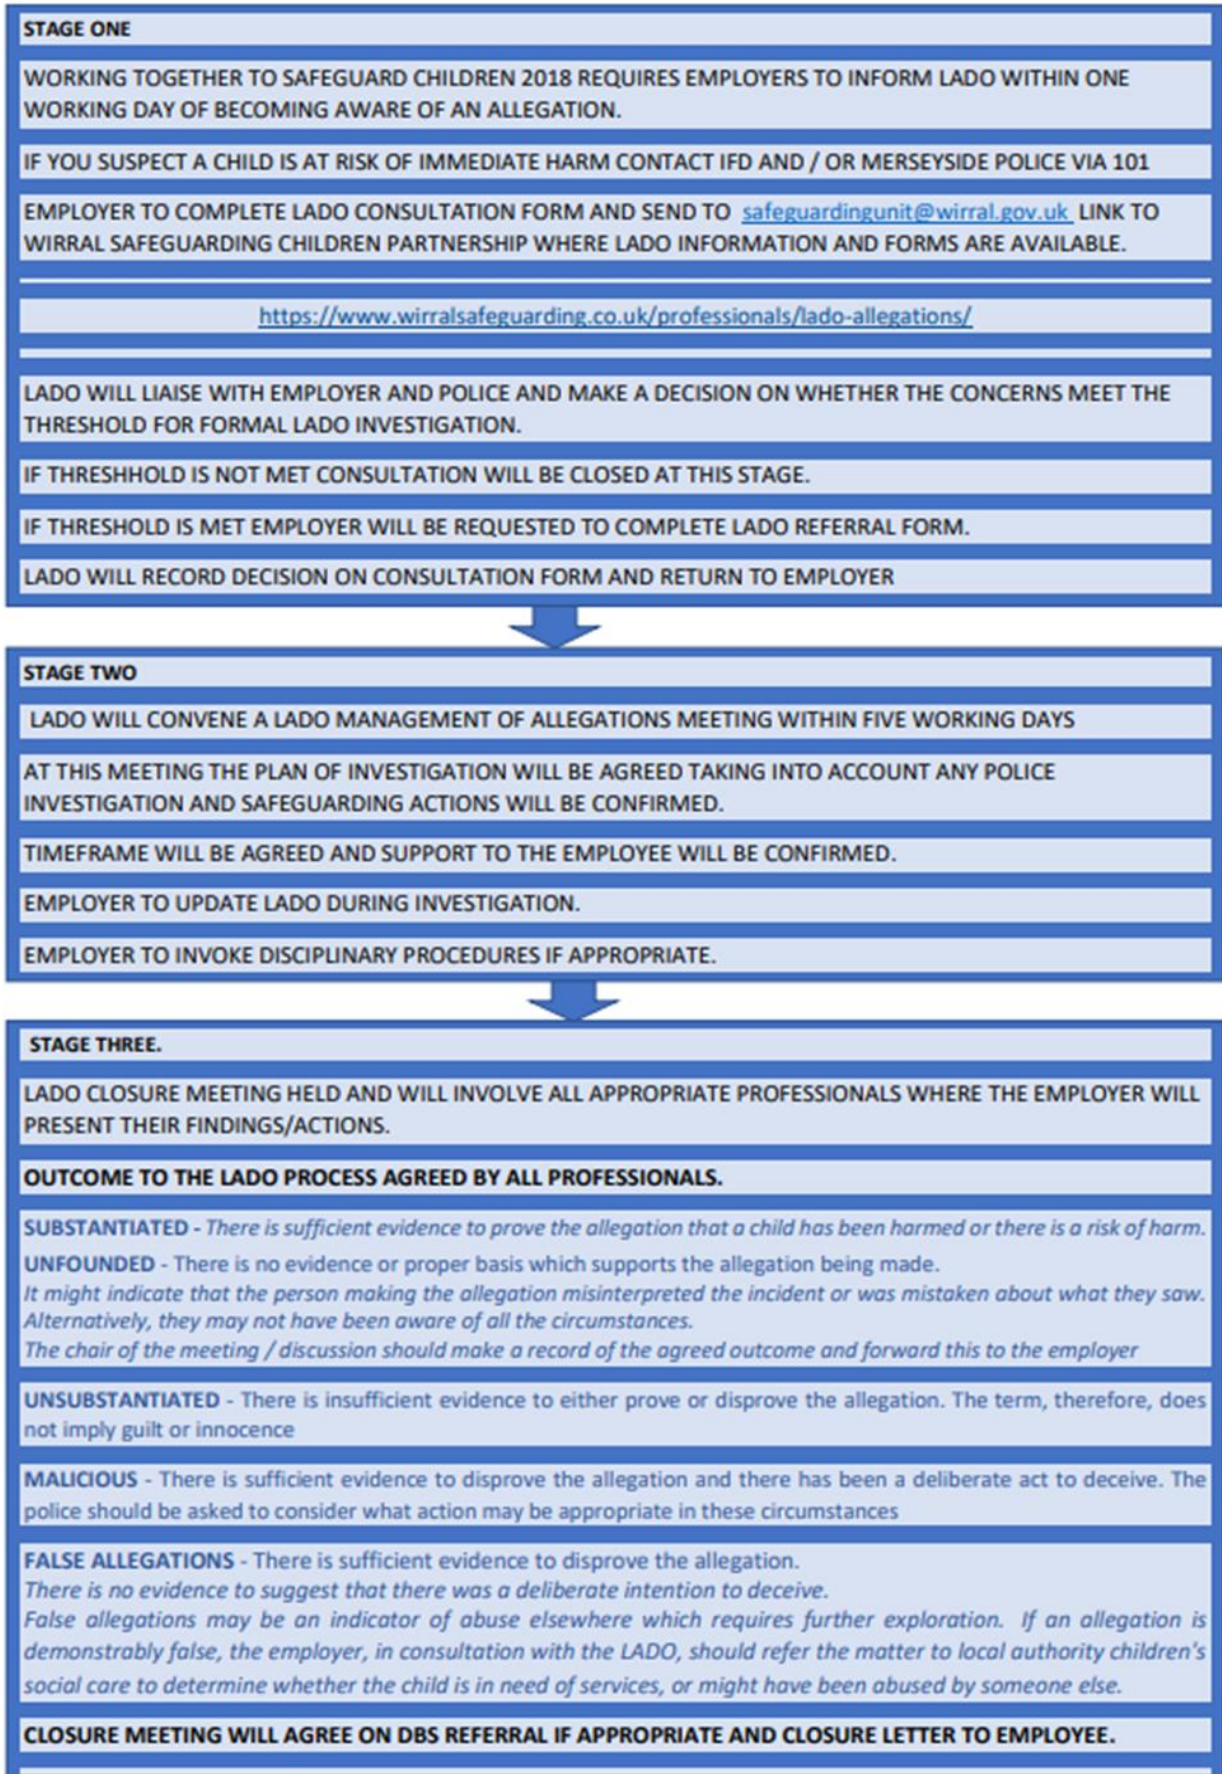 STAGE ONE
WORKING TOGETHER TO SAFEGUARD CHILDREN 2018 REQUIRES EMPLOYERS TO INFORM LADO WITHIN ONE
WORKING DAY OF BECOMING AWARE OF AN ALLEGATION.
IF YOU SUSPECT A CHILD IS AT RISK OF IMMEDIATE HARM CONTACT IFD AND / OR MERSEYSIDE POLICE VIA 101
EMPLOYER TO COMPLETE LADO CONSULTATION FORM AND SEND TO safeguardingunit@wirral.gov.uk LINK TO
WIRRAL SAFEGUARDING CHILDREN PARTNERSHIP WHERE LADO INFORMATION AND FORMS ARE AVAILABLE.
https://www.wirralsafeguarding.co.uk/professionals/lado-allegations/
LADO WILL LIAISE WITH EMPLOYER AND POLICE AND MAKE A DECISION ON WHETHER THE CONCERNS MEET THE
THRESHOLD FOR FORMAL LADO INVESTIGATION.
IF THRESHHOLD IS NOT MET CONSULTATION WILL BE CLOSED AT THIS STAGE.
IF THRESHOLD IS MET EMPLOYER WILL BE REQUESTED TO COMPLETE LADO REFERRAL FORM.
LADO WILL RECORD DECISION ON CONSULTATION FORM AND RETURN TO EMPLOYER
STAGE TWO
LADO WILL CONVENE A LADO MANAGEMENT OF ALLEGATIONS MEETING WITHIN FIVE WORKING DAYS
AT THIS MEETING THE PLAN OF INVESTIGATION WILL BE AGREED TAKING INTO ACCOUNT ANY POLICE
INVESTIGATION AND SAFEGUARDING ACTIONS WILL BE CONFIRMED.
TIMEFRAME WILL BE AGREED AND SUPPORT TO THE EMPLOYEE WILL BE CONFIRMED.
EMPLOYER TO UPDATE LADO DURING INVESTIGATION.
EMPLOYER TO INVOKE DISCIPLINARY PROCEDURES IF APPROPRIATE.
STAGE THREE.
LADO CLOSURE MEETING HELD AND WILL INVOLVE ALL APPROPRIATE PROFESSIONALS WHERE THE EMPLOYER WILL
PRESENT THEIR FINDINGS/ACTIONS.
OUTCOME TO THE LADO PROCESS AGREED BY ALL PROFESSIONALS.
SUBSTANTIATED - There is sufficient evidence to prove the allegation that a child has been harmed or there is a risk of harm.
UNFOUNDED - There is no evidence or proper basis which supports the allegation being made.
It might indicate that the person making the allegation misinterpreted the incident or was mistaken about what they saw.
Alternatively, they may not have been aware of all the circumstances.
The chair of the meeting / discussion should make a record of the agreed outcome and forward this to the employer
UNSUBSTANTIATED - There is insufficient evidence to either prove or disprove the allegation. The term, therefore, does
not imply guilt or innocence
MALICIOUS - There is sufficient evidence to disprove the allegation and there has been a deliberate act to deceive. The
police should be asked to consider what action may be appropriate in these circumstances
FALSE ALLEGATIONS - There is sufficient evidence to disprove the allegation.
There is no evidence to suggest that there was a deliberate intention to deceive.
False allegations may be an indicator of abuse elsewhere which requires further exploration. If an allegation is
demonstrably false, the employer, in consultation with the LADO, should refer the matter to local authority children's
social care to determine whether the child is in need of services, or might have been abused by someone else.
CLOSURE MEETING WILL AGREE ON DBS REFERRAL IF APPROPRIATE AND CLOSURE LETTER TO EMPLOYEE.